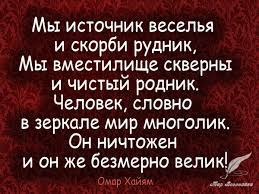 Мы источник веселья
и скорби рудник,
Мы вместилище скверны
и чистый родник.
Человек, словно
в зеркале мир многолик.
Он ничтожен
и он же безмерно велик!
Омар Хайям